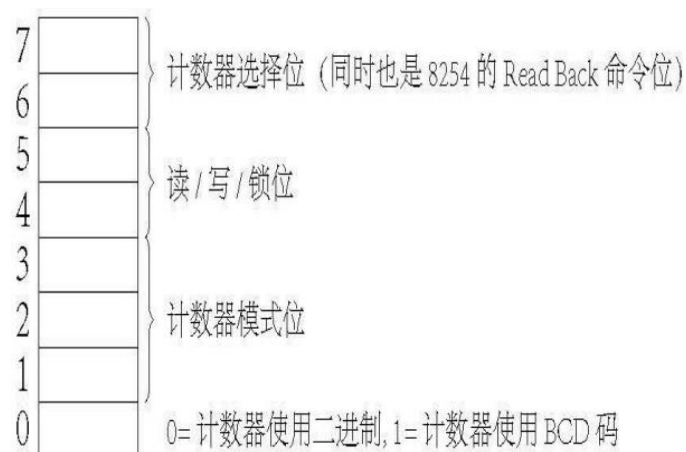 7
计数器选择位 (同时也是 8254 的 Read Back 命令位)
6
5
读 / 写 / 锁位
4
3
2 计数器模式位
1
0 0= 计数器使用二进制, 1= 计数器使用 BCD 码